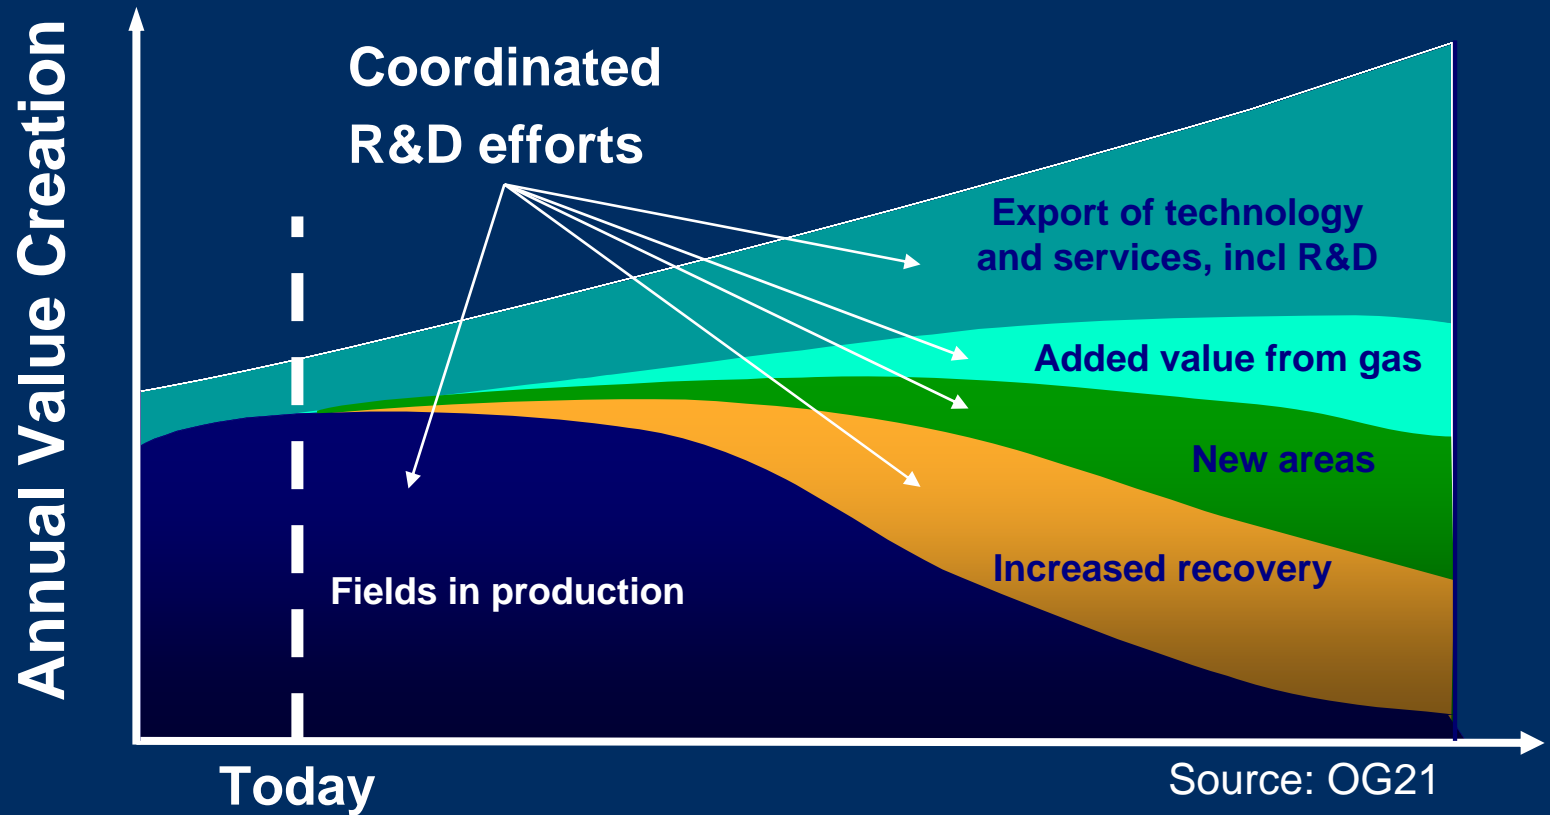 Annual Value Creation
Coordinated
R&D efforts
Export of technology
and services, incl R&D
Added value from gas
New areas
Increased recovery
Fields in production
Today
Source: OG21